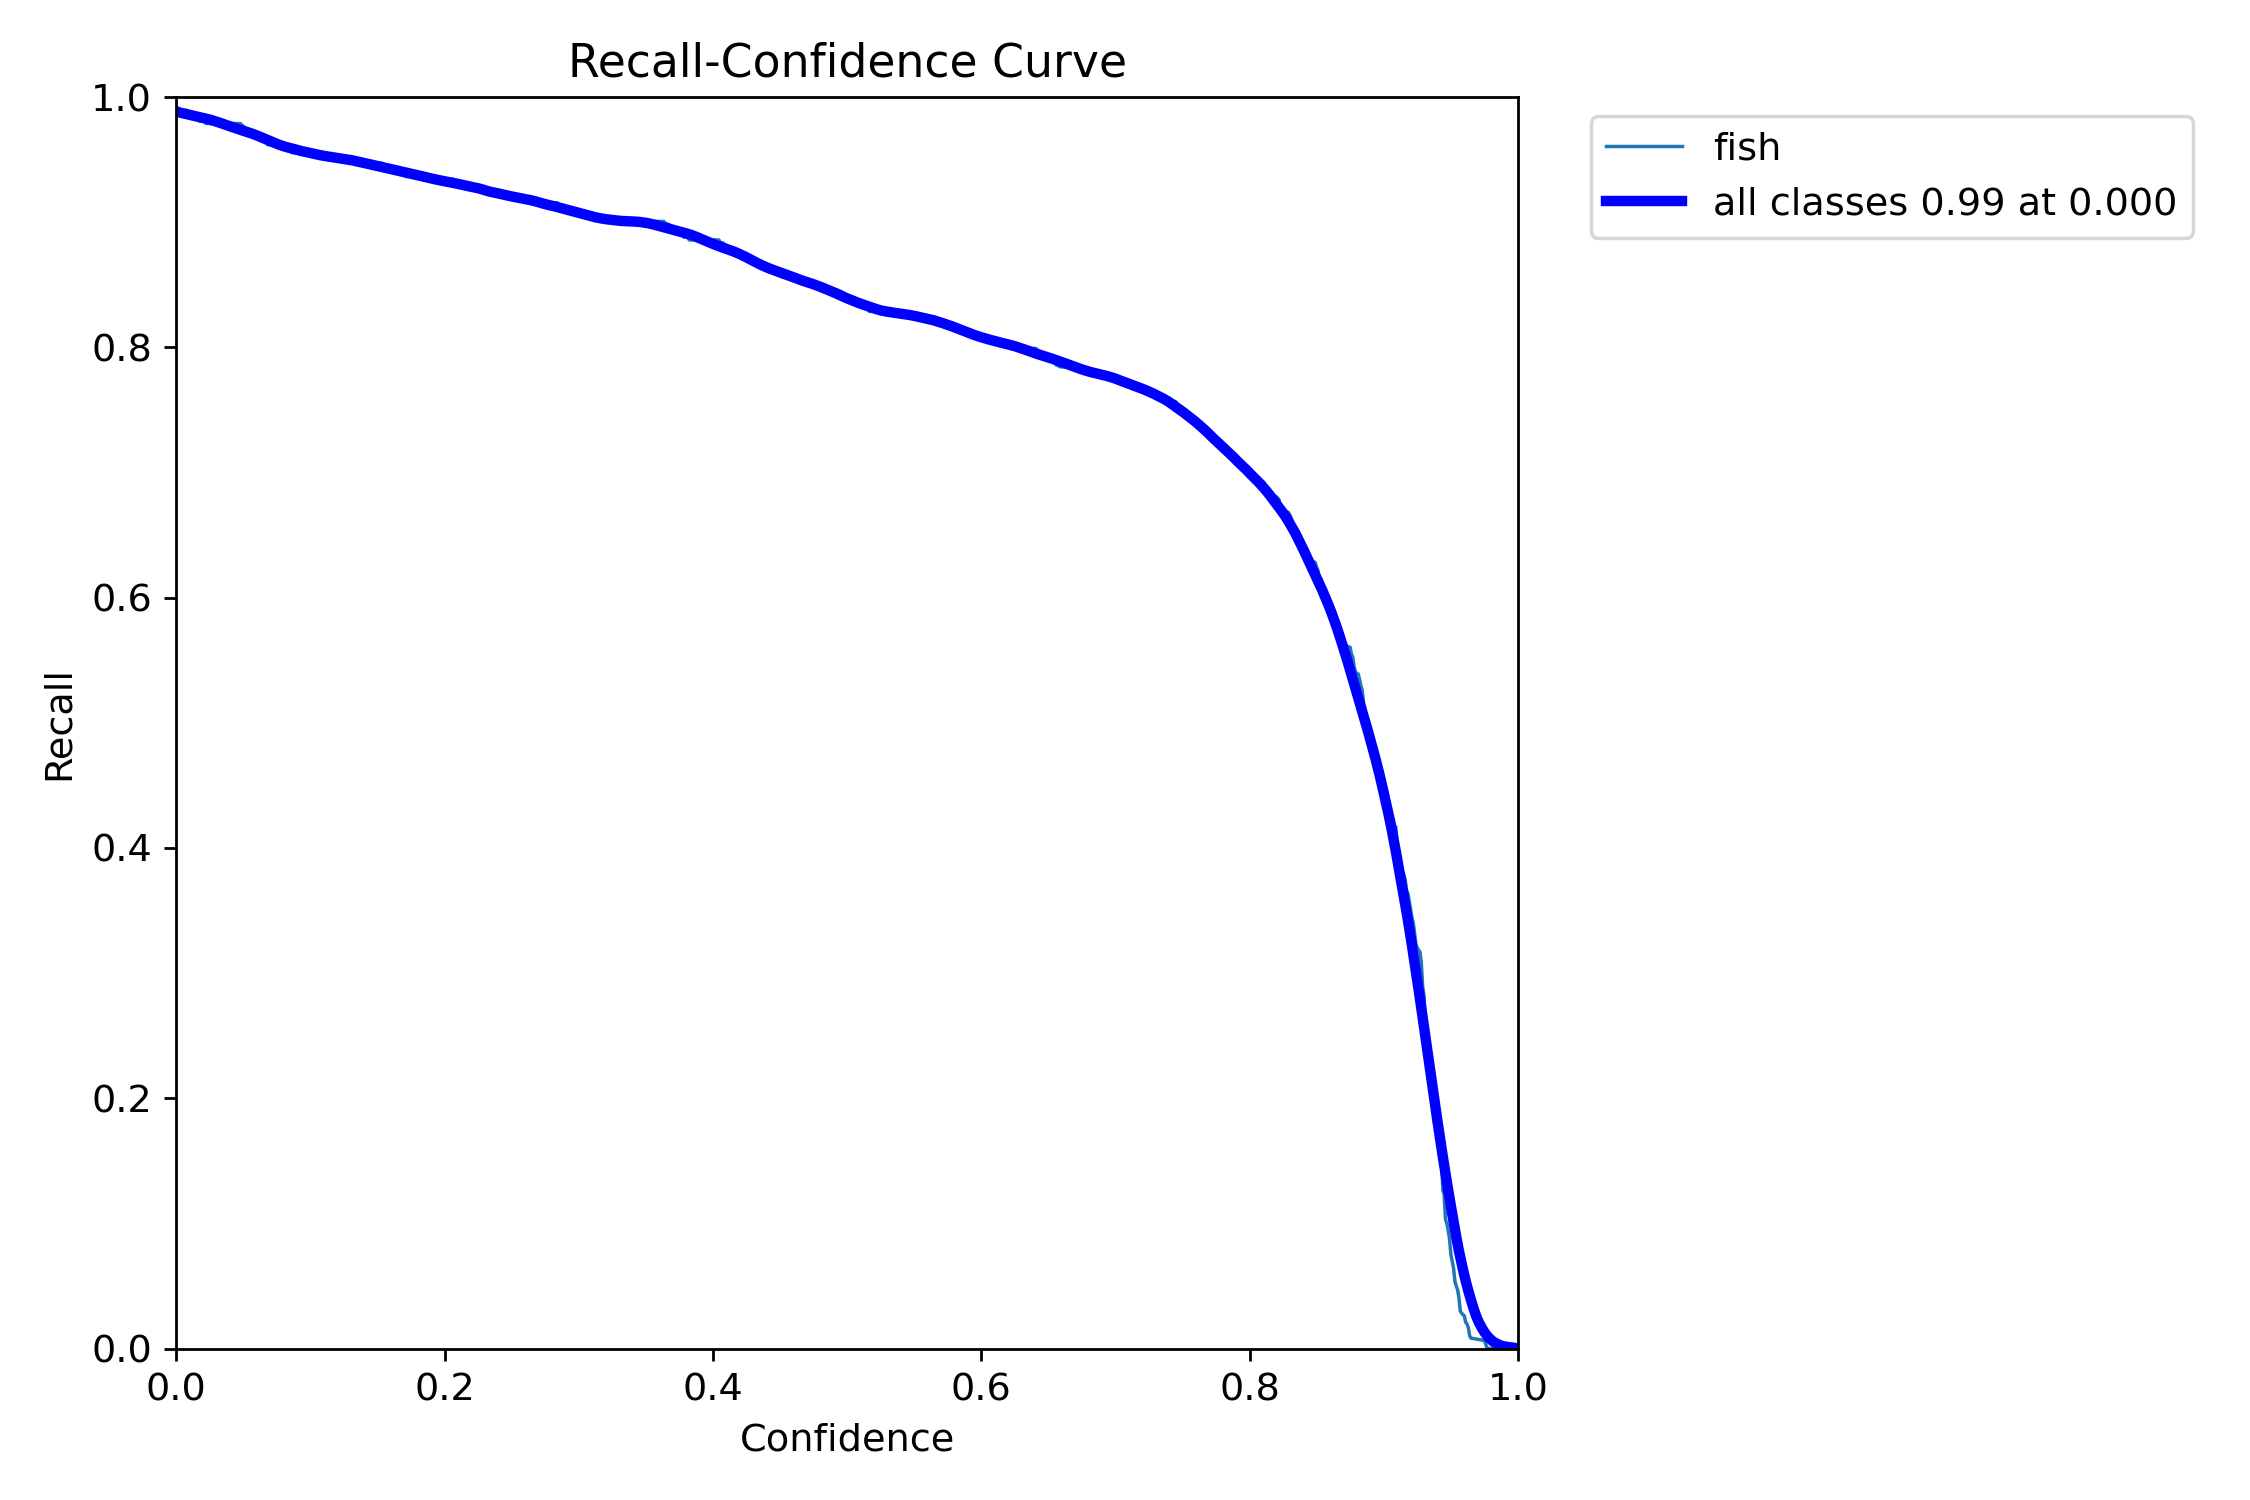 Recall-Confidence Curve
fish
all classes 0.99 at 0.000
1.0
0.8
0.6
0.4
0.2
0.0
Recall
0.0 0.2 0.4 0.6 0.8 1.0
Confidence